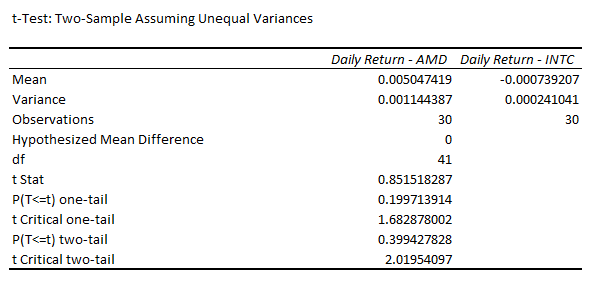 t-Test: Two-Sample Assuming Unequal Variances
Daily Return - AMD Daily Return - INTC
Mean 0.005047419 -0.000739207
Variance 0.001144387 0.000241041
Observations 30 30
Hypothesized Mean Difference 0
df 41
t Stat 0.851518287
P(T<=t) one-tail 0.199713914
t Critical one-tail 1.682878002
P(T<=t) two-tail 0.399427828
t Critical two-tail 2.01954097